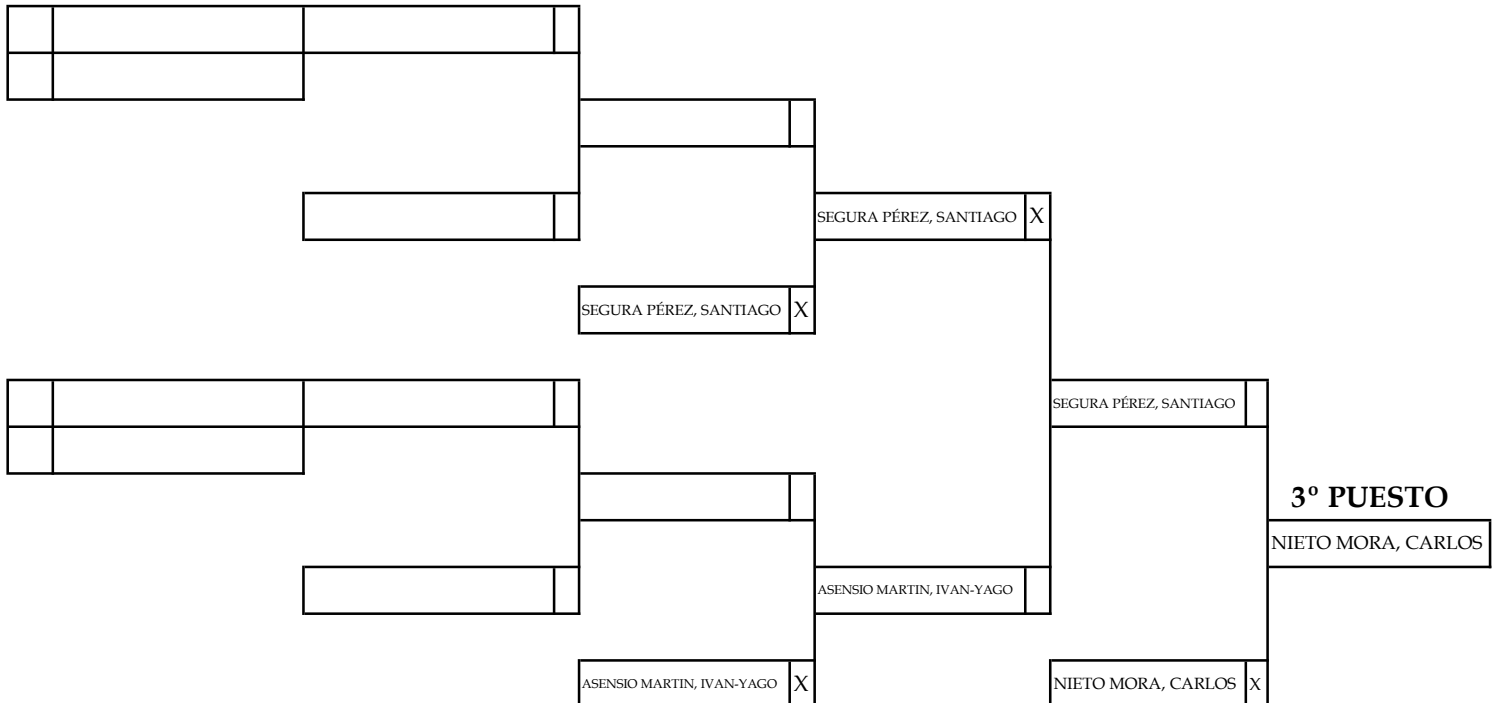 SEGURA PÉREZ, SANTIAGO X
SEGURA PÉREZ, SANTIAGO X
SEGURA PÉREZ, SANTIAGO
3º PUESTO
NIETO MORA, CARLOS
ASENSIO MARTIN, IVAN-YAGO
ASENSIO MARTIN, IVAN-YAGO X
NIETO MORA, CARLOS X